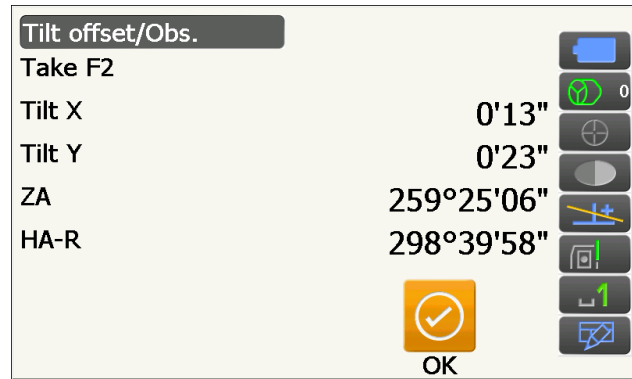 Tilt offset/Obs.
Take F2
Tilt X 0'13"
Tilt Y 0'23"
ZA 259°25'06"
HA-R 298°39'58"
0
1
OK